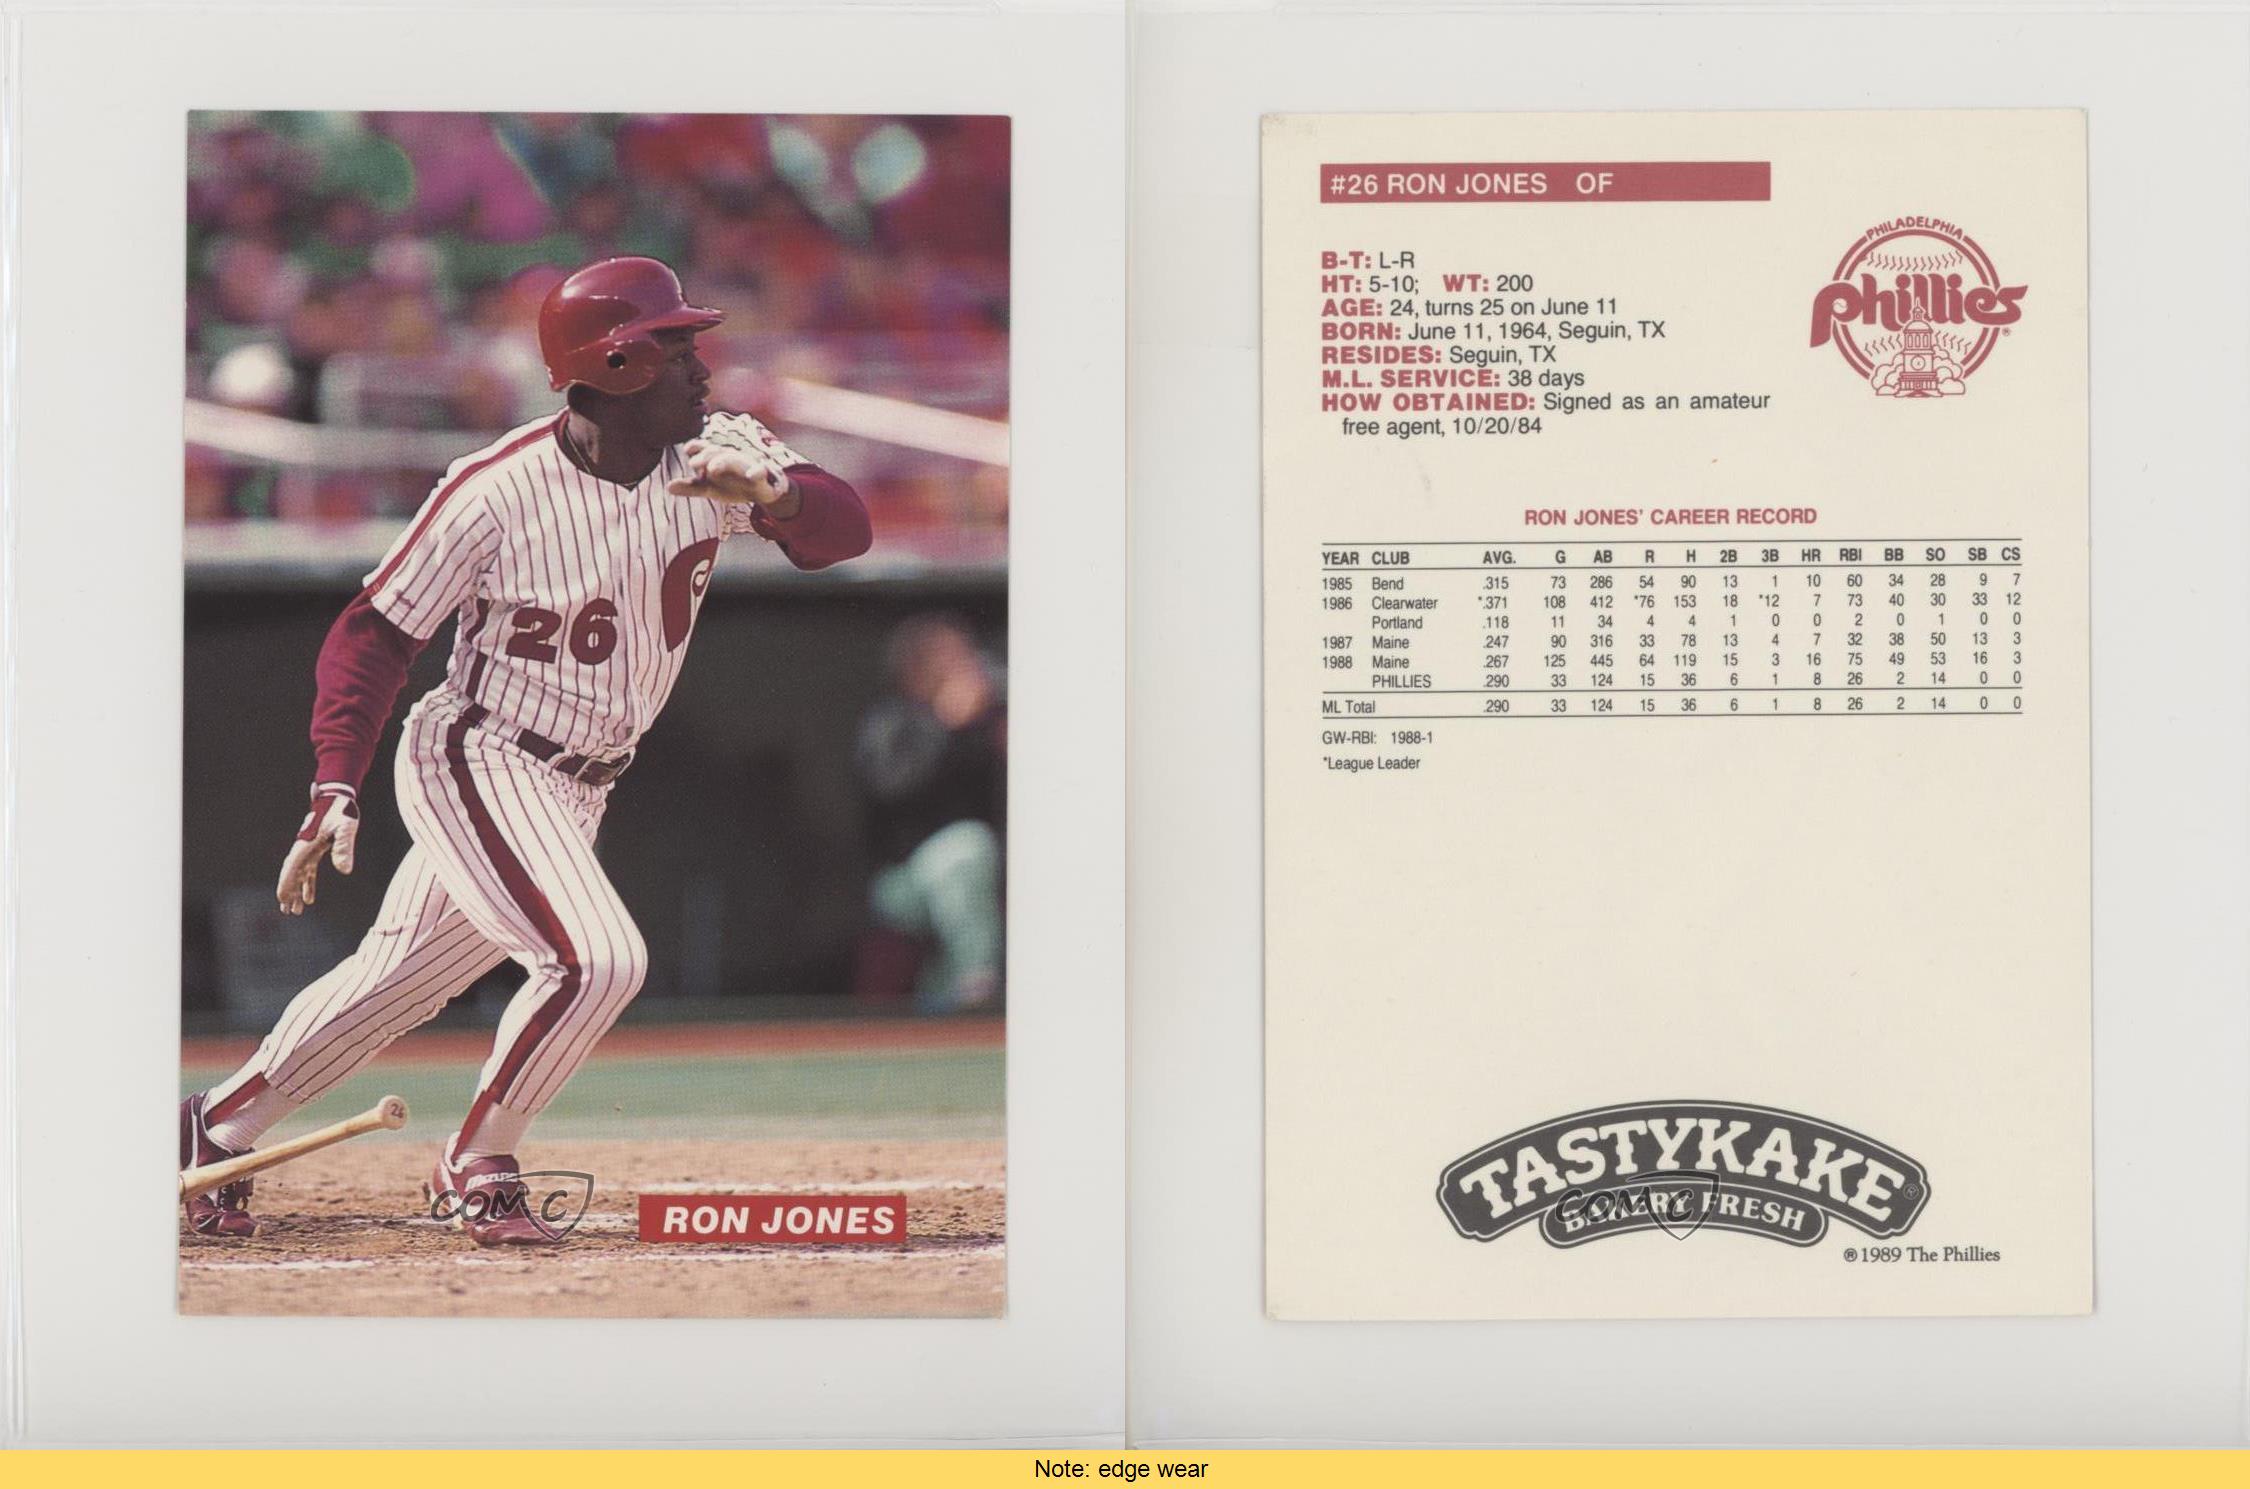 26
26
RON JONES
COMC
#26 RON JONES OF
B-T: L-R
HT: 5-10; WT: 200
AGE: 24, turns 25 on June 11
BORN: June 11, 1964, Seguin, TX
RESIDES: Seguin, TX
M.L. SERVICE: 38 days
HOW OBTAINED: Signed as an amateur
free agent, 10/20/84
PHILADELPHIA
Phillies®
RON JONES' CAREER RECORD
YEAR CLUB AVG. G AB R H 2B 3B HR RBI BB SO SB CS
1985 Bend .315 73 286 54 90 13 1 10 60 34 28 9 7
1986 Clearwater *.371 108 412 *76 153 18 *12 7 73 40 30 33 12
Portland .118 11 34 4 4 1 0 0 2 0 1 0 0
1987 Maine .247 90 316 33 78 13 4 7 32 38 50 13 3
1988 Maine .267 125 445 64 119 15 3 16 75 49 53 16 3
PHILLIES .290 33 124 15 36 6 1 8 26 2 14 0 0
ML Total .290 33 124 15 36 6 1 8 26 2 14 0 0
GW-RBI: 1988-1
*League Leader
TASTYKAKE®
BAKERY FRESH
COMC
®1989 The Phillies
Note: edge wear